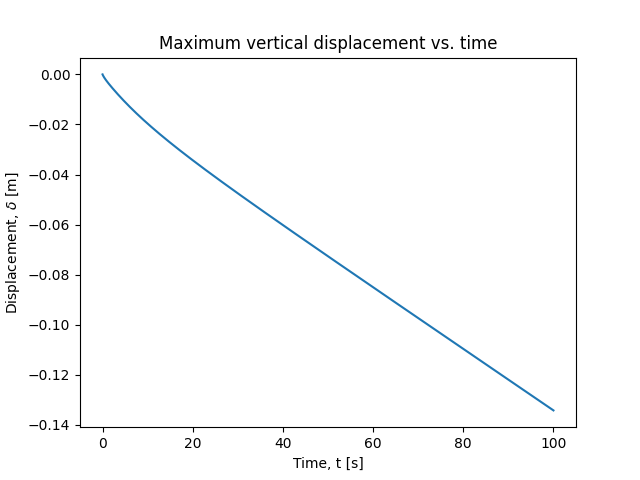 Maximum vertical displacement vs. time
0.00
−0.02
−0.04
−0.06
−0.08
−0.10
−0.12
−0.14
Displacement, δ [m]
0 20 40 60 80 100
Time, t [s]